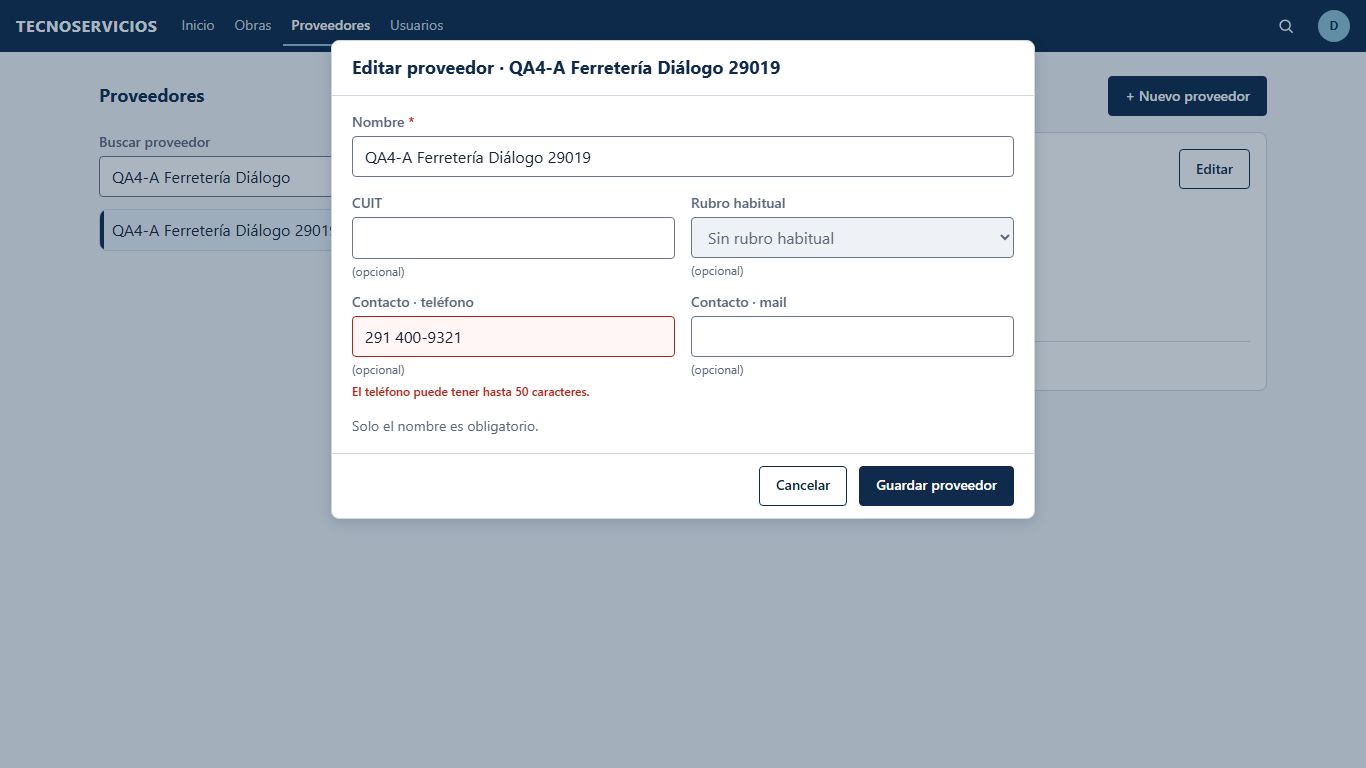 TECNOSERVICIOS Inicio Obras Proveedores Usuarios D
Editar proveedor · QA4-A Ferretería Diálogo 29019
Proveedores
+ Nuevo proveedor
Nombre *
Buscar proveedor
QA4-A Ferretería Diálogo 29019
QA4-A Ferretería Diálogo
Editar
CUIT
Rubro habitual
QA4-A Ferretería Diálogo 2901
Sin rubro habitual
(opcional)
(opcional)
Contacto · teléfono
Contacto · mail
291 400-9321
(opcional)
(opcional)
El teléfono puede tener hasta 50 caracteres.
Solo el nombre es obligatorio.
Cancelar
Guardar proveedor